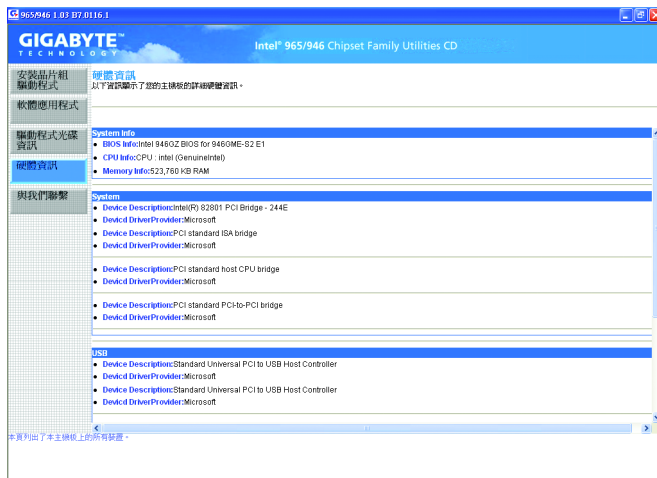 965/946 1.03 B7.0116.1
GIGABYTE™
TECHNOLOGY
Intel® 965/946 Chipset Family Utilities CD
安裝晶片組
驅動程式
軟體應用程式
驅動程式光碟
資訊
硬體資訊
與我們聯繫
硬體資訊
以下資訊顯示了您的主機板的詳細硬體資訊。
System Info
• BIOS Info:Intel 946GZ BIOS for 946GME-S2 E1
• CPU Info:CPU : intel (GenuineIntel)
• Memory Info:523,760 KB RAM
System
• Device Description:Intel(R) 82801 PCI Bridge - 244E
• Devicd DriverProvider:Microsoft
• Device Description:PCI standard ISA bridge
• Devicd DriverProvider:Microsoft
• Device Description:PCI standard host CPU bridge
• Devicd DriverProvider:Microsoft
• Device Description:PCI standard PCI-to-PCI bridge
• Devicd DriverProvider:Microsoft
USB
• Device Description:Standard Universal PCI to USB Host Controller
• Devicd DriverProvider:Microsoft
• Device Description:Standard Universal PCI to USB Host Controller
• Devicd DriverProvider:Microsoft
本頁列出了本主機板上的所有裝置。